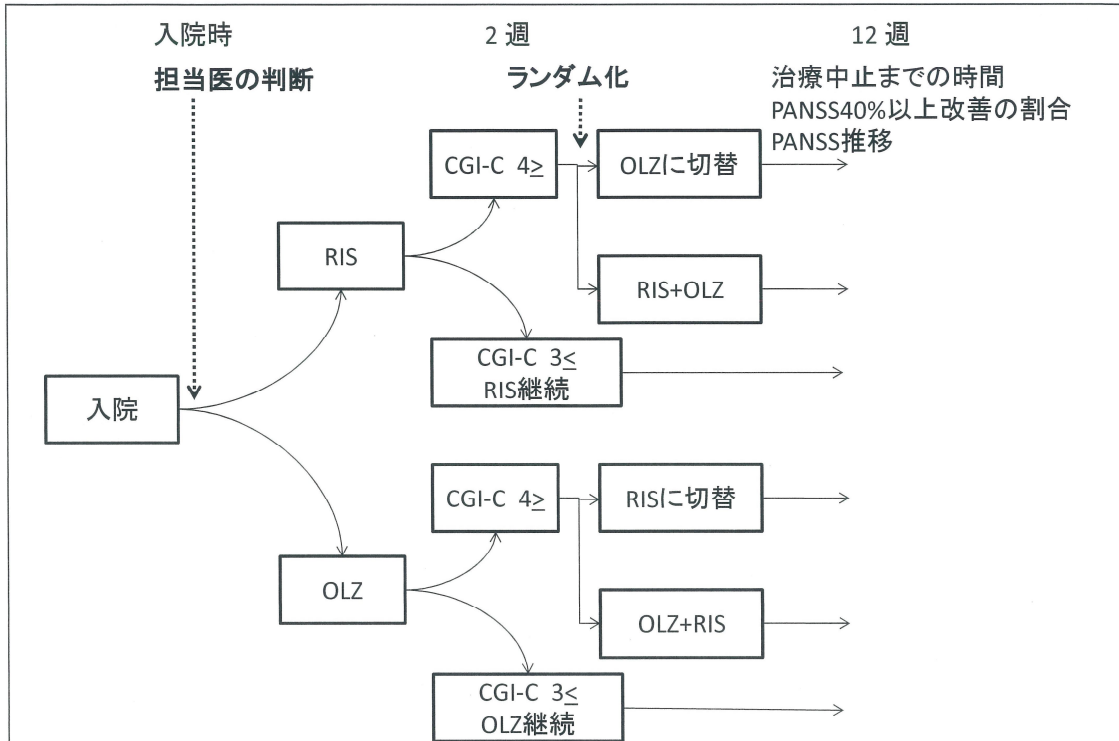 入院時
担当医の判断
2 週
ランダム化
12 週
治療中止までの時間
PANSS40%以上改善の割合
PANSS推移
CGI-C 4≥
OLZに切替
RIS
RIS+OLZ
CGI-C 3≤
RIS継続
入院
CGI-C 4≥
RISに切替
OLZ
OLZ+RIS
CGI-C 3≤
OLZ継続